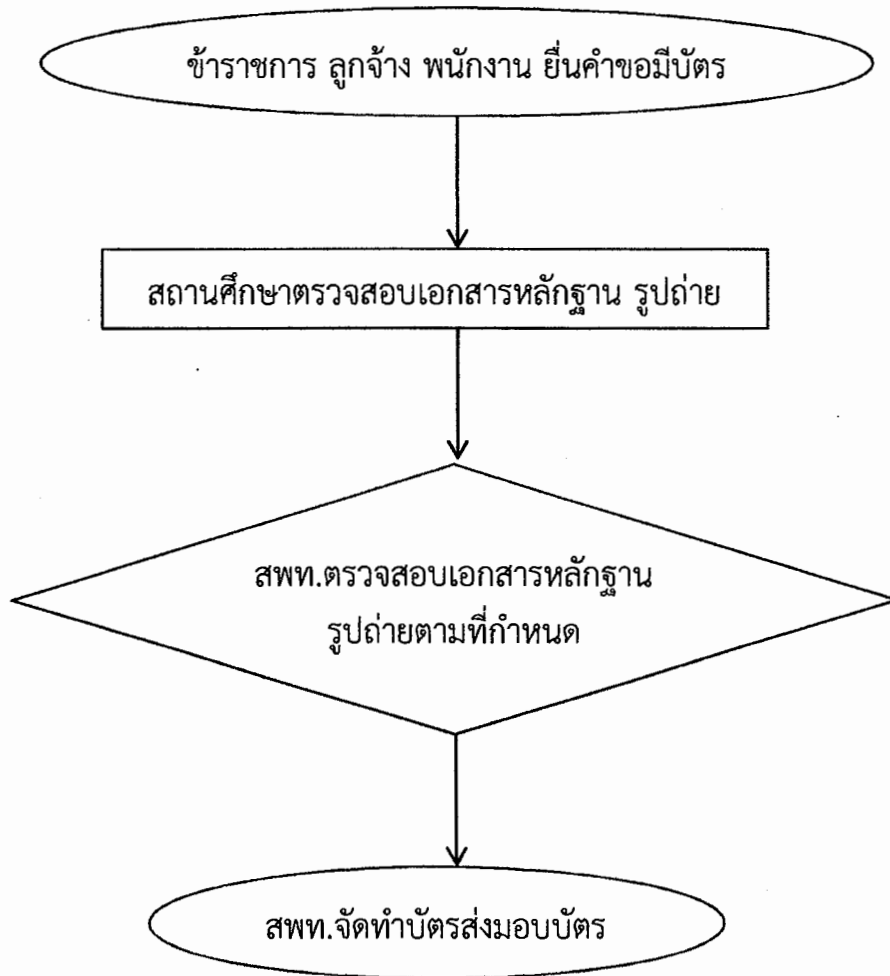 ข้าราชการ ลูกจ้าง พนักงาน ยื่นคำขอมีบัตร
สถานศึกษาตรวจสอบเอกสารหลักฐาน รูปถ่าย
สพท.ตรวจสอบเอกสารหลักฐาน
รูปถ่ายตามที่กำหนด
สพท.จัดทำบัตรส่งมอบบัตร